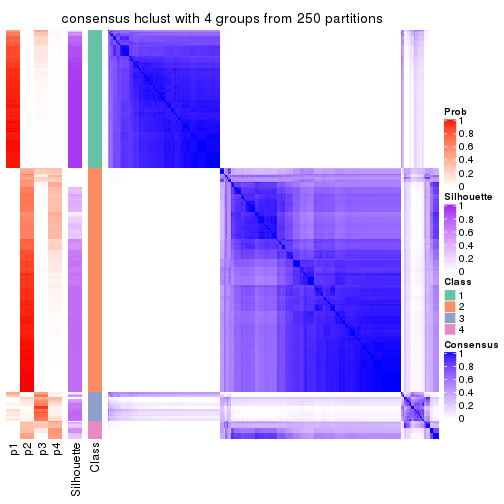 consensus hclust with 4 groups from 250 partitions
Prob
1
0.8
0.6
0.4
0.2
0
Silhouette
1
0.8
0.6
0.4
0.2
0
Class
1
2
3
4
Consensus
1
0.8
0.6
0.4
0.2
0
p1
p2
p3
p4
Silhouette
Class